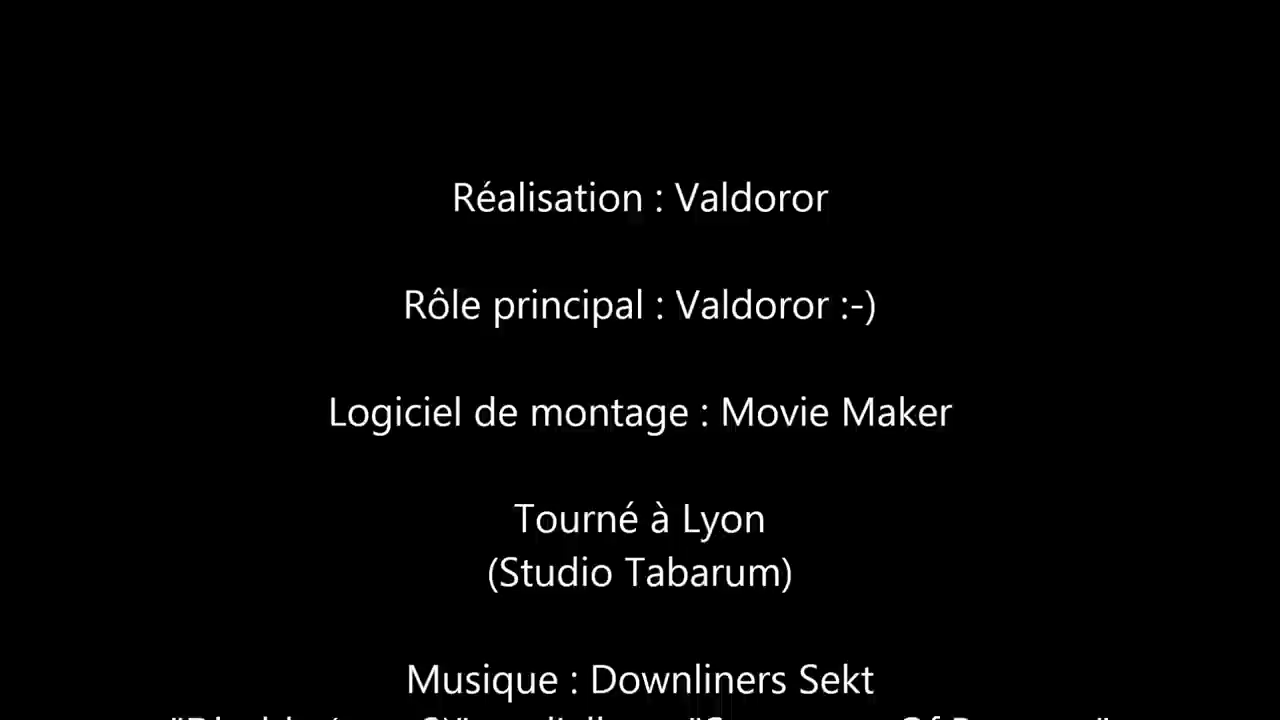 Réalisation : Valdoror
Rôle principal : Valdoror :-)
Logiciel de montage : Movie Maker
Tourné à Lyon
(Studio Tabarum)
Musique : Downliners Sekt